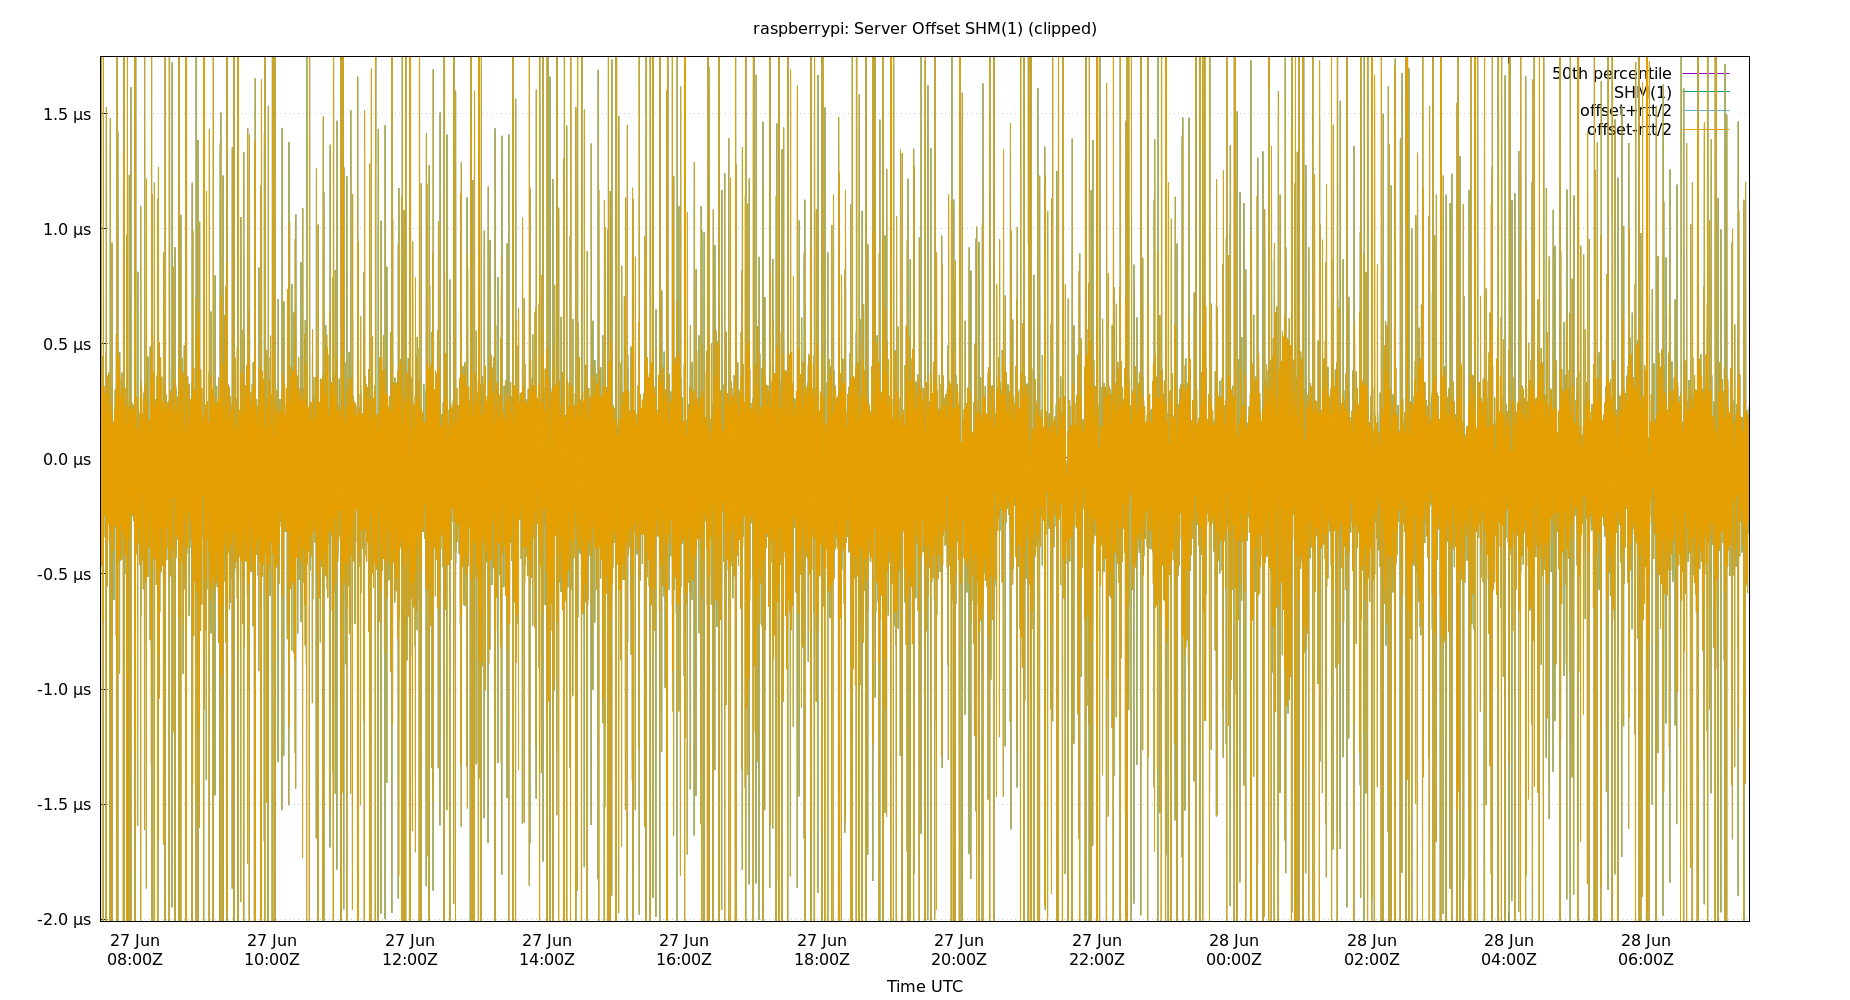 raspberrypi: Server Offset SHM(1) (clipped)
50th percentile
SHM(1)
offset+rtt/2
offset-rtt/2
1.5 µs
1.0 µs
0.5 µs
0.0 µs
-0.5 µs
-1.0 µs
-1.5 µs
-2.0 µs
27 Jun 27 Jun 27 Jun 27 Jun 27 Jun 27 Jun 27 Jun 27 Jun 28 Jun 28 Jun 28 Jun 28 Jun
08:00Z 10:00Z 12:00Z 14:00Z 16:00Z 18:00Z 20:00Z 22:00Z 00:00Z 02:00Z 04:00Z 06:00Z
Time UTC